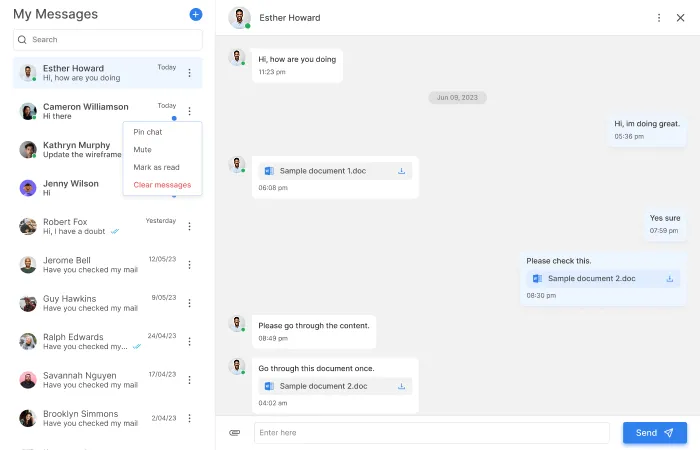 My Messages
Search
Esther Howard
Today
Hi, how are you doing
Cameron Williamson
Today
Hi there
Kathryn Murphy
Update the wireframe
Jenny Wilson
Hi
Pin chat
Mute
Mark as read
Clear messages
Robert Fox
Yesterday
Hi, I have a doubt
Jerome Bell
12/05/23
Have you checked my mail
Guy Hawkins
9/05/23
Have you checked my mail
Ralph Edwards
24/04/23
Have you checked my...
Savannah Nguyen
17/04/23
Have you checked my mail
Brooklyn Simmons
2/04/23
Have you checked my mail
Esther Howard
Hi, how are you doing
11:23 pm
Jun 09, 2023
Hi, im doing great.
05:36 pm
Sample document 1.doc
06:08 pm
Yes sure
07:59 pm
Please check this.
Sample document 2.doc
08:30 pm
Please go through the content.
08:49 pm
Go through this document once.
Sample document 2.doc
04:02 am
Enter here
Send